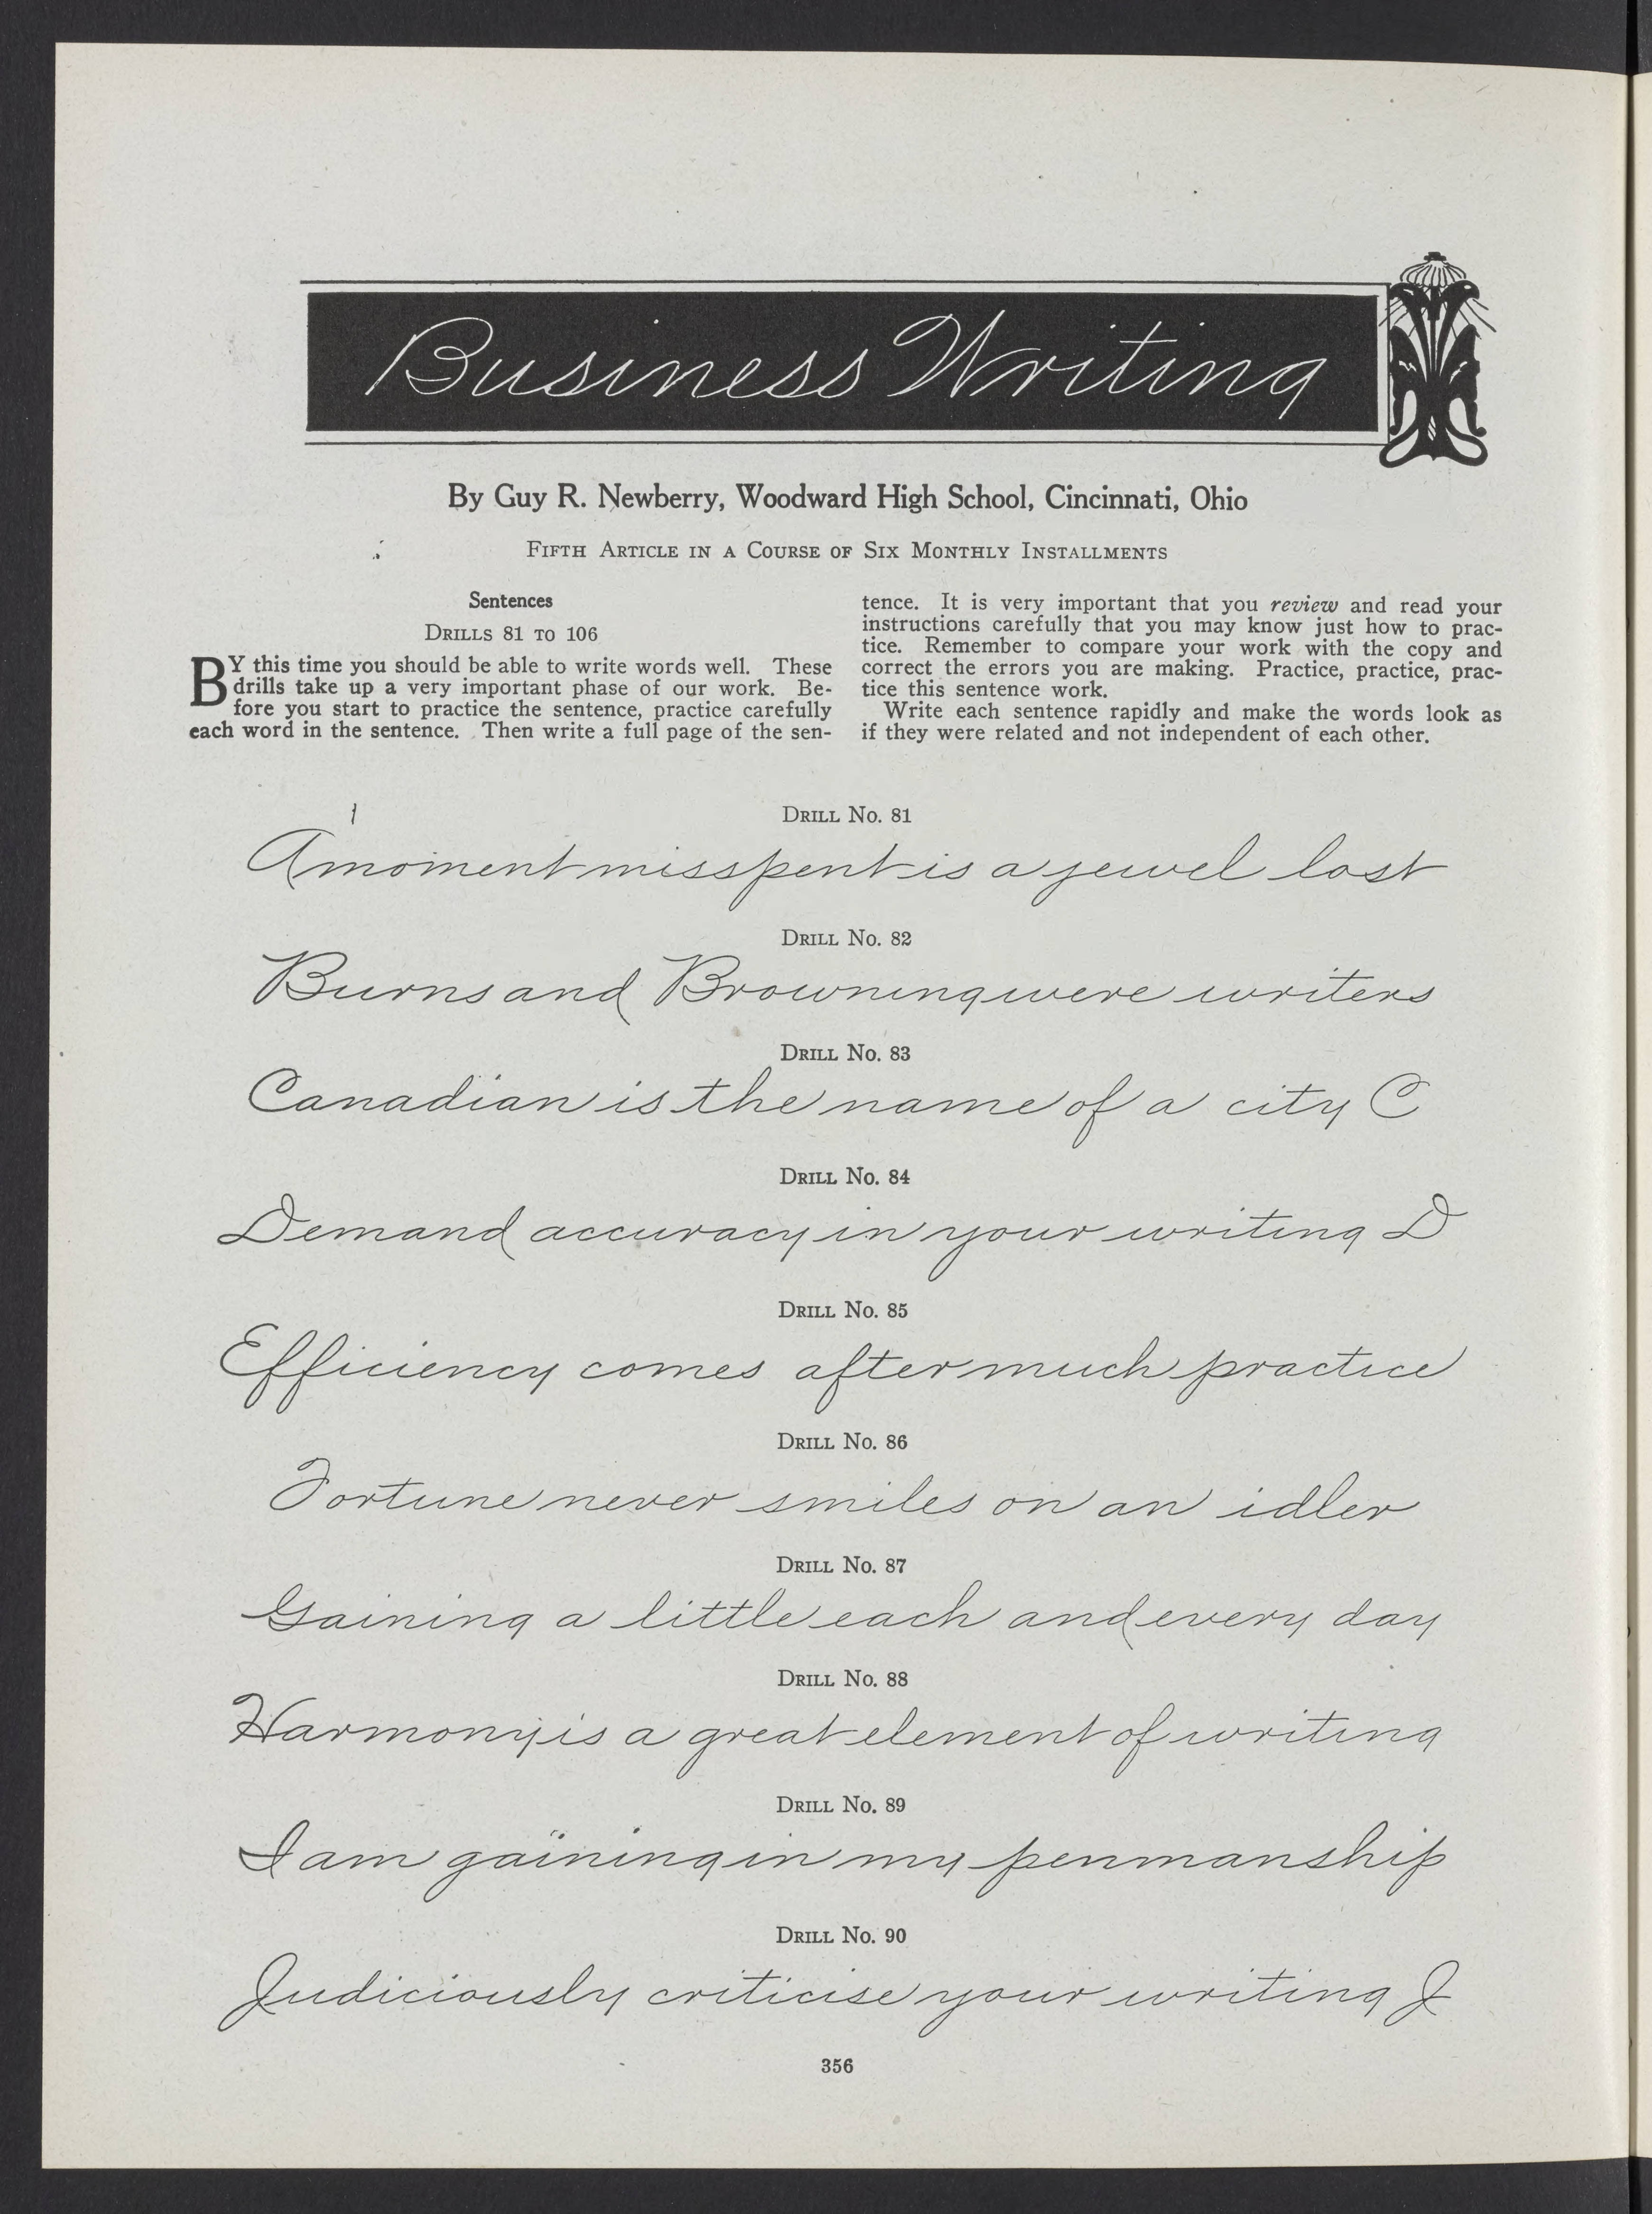 Business Writing
By Guy R. Newberry, Woodward High School, Cincinnati, Ohio
Fifth Article in a Course of Six Monthly Installments
Sentences
Drills 81 to 106
BY this time you should be able to write words well. These
drills take up a very important phase of our work. Be-
fore you start to practice the sentence, practice carefully
each word in the sentence. Then write a full page of the sen-
tence. It is very important that you review and read your
instructions carefully that you may know just how to prac-
tice. Remember to compare your work with the copy and
correct the errors you are making. Practice, practice, prac-
tice this sentence work.
Write each sentence rapidly and make the words look as
if they were related and not independent of each other.
Drill No. 81
A moment misspent is a jewel lost
Drill No. 82
Burns and Browning were writers
Drill No. 83
Canadian is the name of a city C
Drill No. 84
Demand accuracy in your writing D
Drill No. 85
Efficiency comes after much practice
Drill No. 86
Fortune never smiles on an idler
Drill No. 87
Gaining a little each and every day
Drill No. 88
Harmony is a great element of writing
Drill No. 89
I am gaining in my penmanship
Drill No. 90
Judiciously criticise your writing J
356